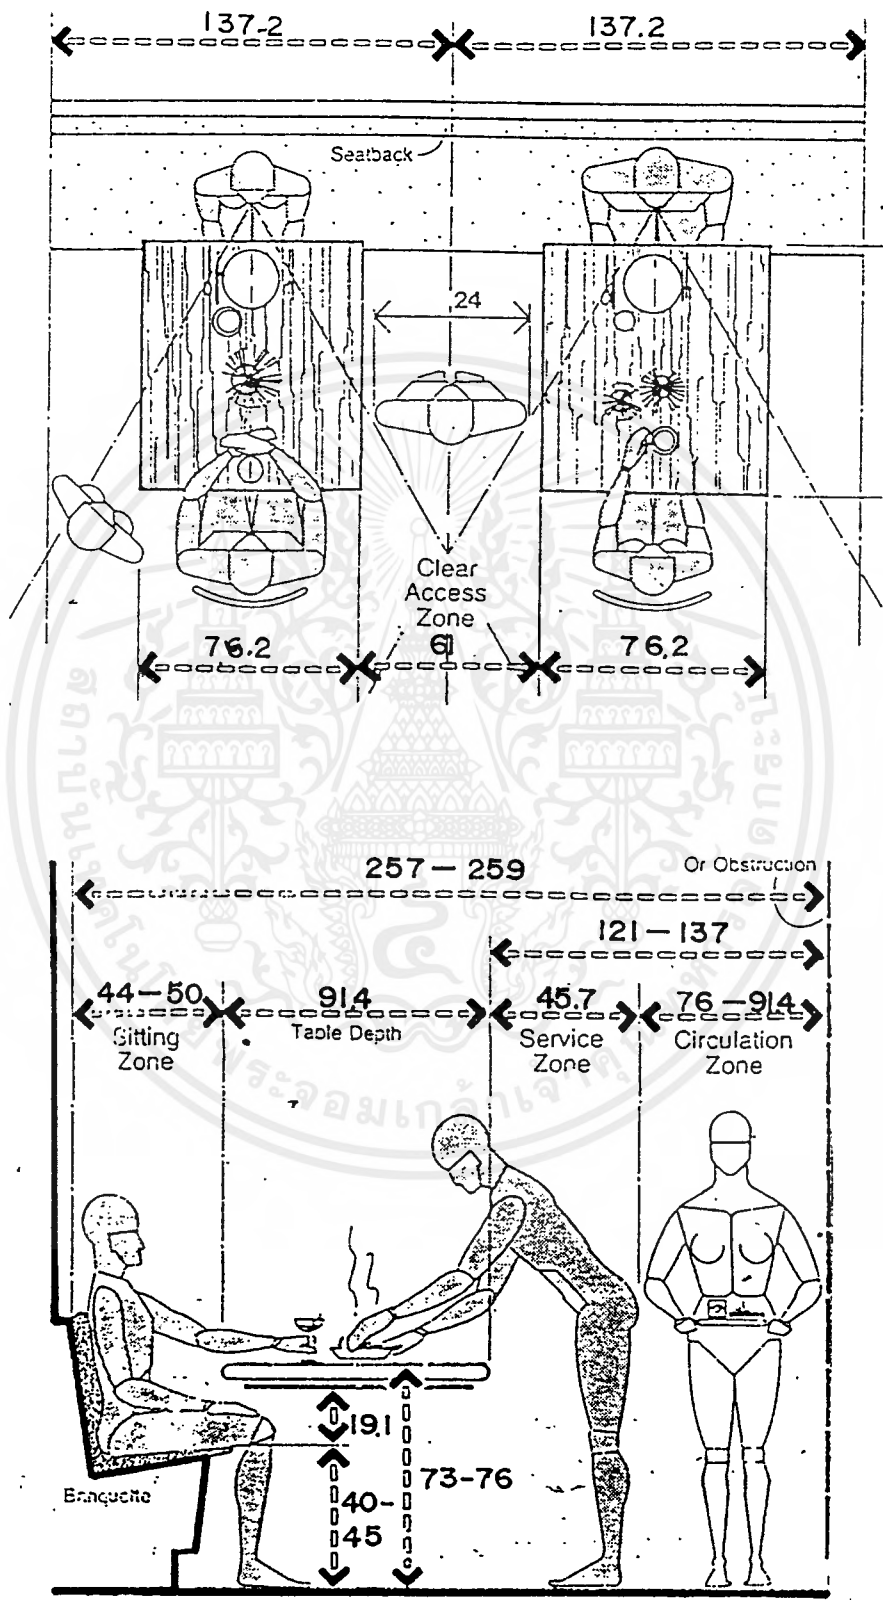 137-2
137.2
Seatback
24
Clear
Access
Zone
76.2
61
76.2
257 - 259
Or Obstruction
121 - 137
44-50
91.4
45.7
76 -91.4
Sitting
Zone
Table Depth
Service
Zone
Circulation
Zone
19.1
73-76
40-
45
Banquette